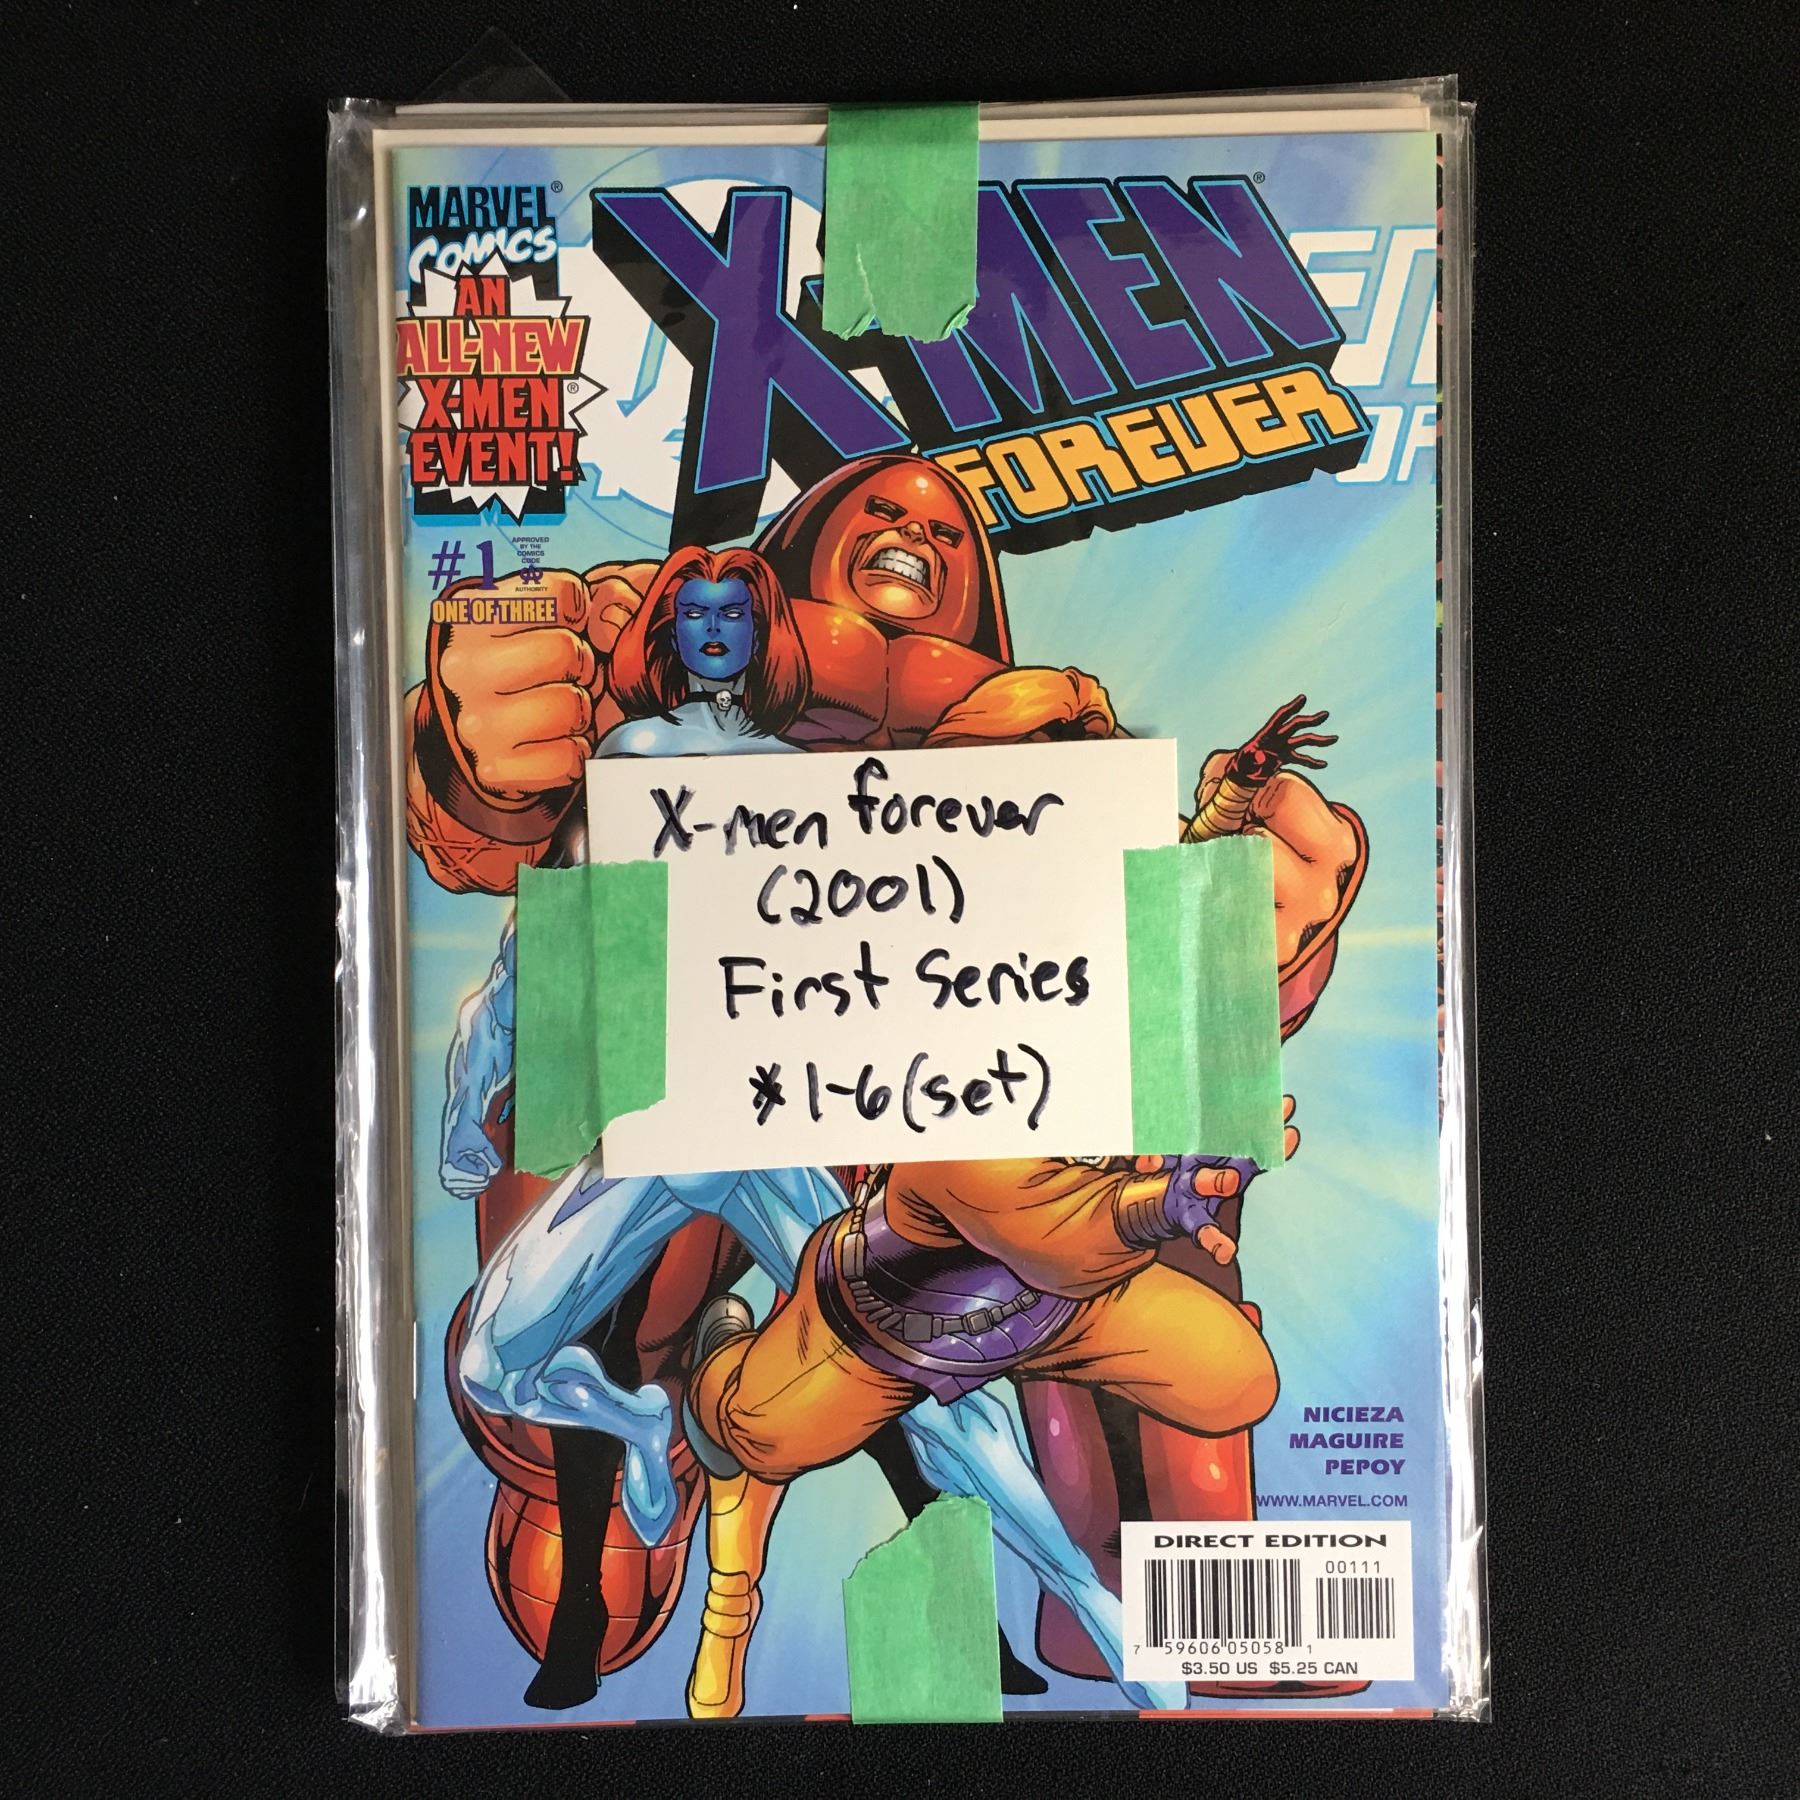 MARVEL®
COMICS
AN
ALL-NEW
X-MEN®
EVENT!
X-MEN®
FOREVER
#1
APPROVED
BY THE
COMICS
CODE
AUTHORITY
ONE OF THREE
X-men forever
(2001)
First Series
#1-6 (set)
NICIEZA
MAGUIRE
PEPOY
WWW.MARVEL.COM
DIRECT EDITION
00111
7 59606 05058 1
$3.50 US $5.25 CAN